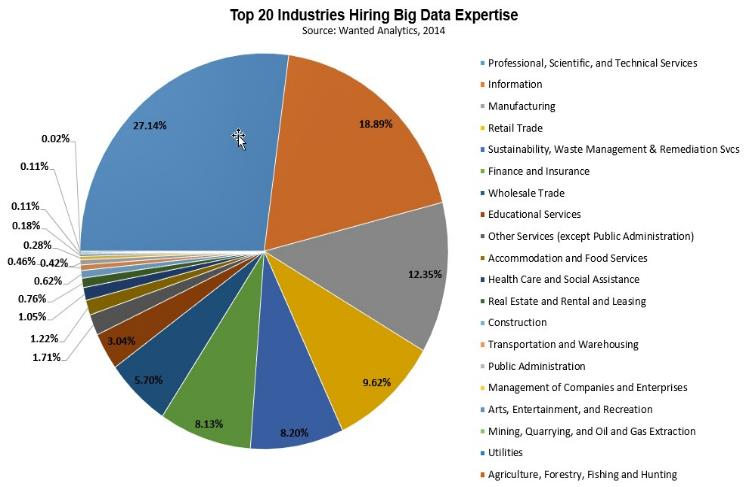 Top 20 Industries Hiring Big Data Expertise
Source: Wanted Analytics, 2014
27.14%
18.89%
12.35%
9.62%
8.20%
8.13%
5.70%
3.04%
1.71%
1.22%
1.05%
0.76%
0.62%
0.46%
0.42%
0.28%
0.18%
0.11%
0.11%
0.02%
Professional, Scientific, and Technical Services
Information
Manufacturing
Retail Trade
Sustainability, Waste Management & Remediation Svcs
Finance and Insurance
Wholesale Trade
Educational Services
Other Services (except Public Administration)
Accommodation and Food Services
Health Care and Social Assistance
Real Estate and Rental and Leasing
Construction
Transportation and Warehousing
Public Administration
Management of Companies and Enterprises
Arts, Entertainment, and Recreation
Mining, Quarrying, and Oil and Gas Extraction
Utilities
Agriculture, Forestry, Fishing and Hunting